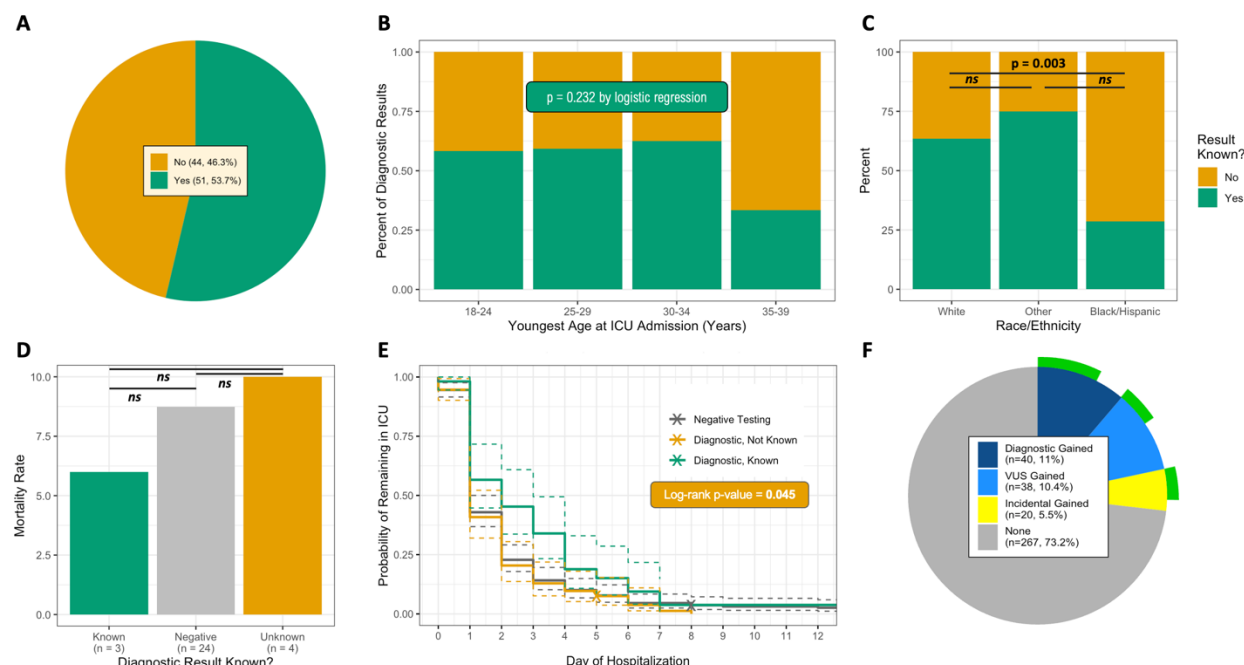 A
No (44, 46.3%)
Yes (51, 53.7%)
B
Percent of Diagnostic Results
1.00
0.75
0.50
0.25
0.00
p = 0.232 by logistic regression
18-24
25-29
30-34
35-39
Youngest Age at ICU Admission (Years)
C
Percent
100
75
50
25
0
p = 0.003
ns
ns
White
Other
Black/Hispanic
Race/Ethnicity
Result
Known?
No
Yes
D
Mortality Rate
10.0
7.5
5.0
2.5
0.0
ns
ns
ns
Known
(n = 3)
Negative
(n = 24)
Unknown
(n = 4)
Diagnostic Result Known?
E
Probability of Remaining in ICU
1.00
0.75
0.50
0.25
0.00
Negative Testing
Diagnostic, Not Known
Diagnostic, Known
Log-rank p-value = 0.045
0 1 2 3 4 5 6 7 8 9 10 11 12
Day of Hospitalization
F
Diagnostic Gained
(n=40, 11%)
VUS Gained
(n=38, 10.4%)
Incidental Gained
(n=20, 5.5%)
None
(n=267, 73.2%)